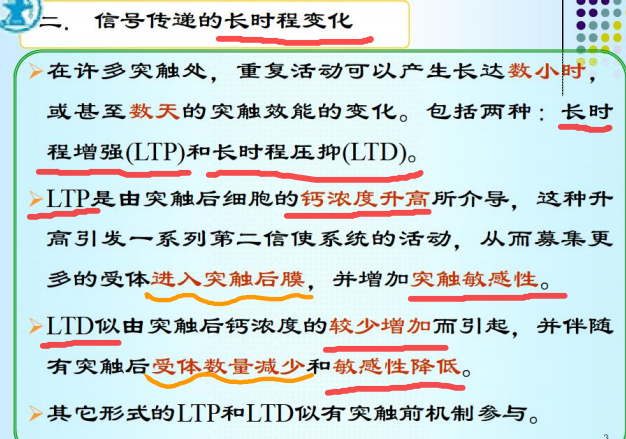 二．信号传递的长时程变化
➢在许多突触处，重复活动可以产生长达数小时，
或甚至数天的突触效能的变化。包括两种：长时
程增强(LTP)和长时程压抑(LTD)。
➢LTP是由突触后细胞的钙浓度升高所介导，这种升
高引发一系列第二信使系统的活动，从而募集更
多的受体进入突触后膜，并增加突触敏感性。
➢LTD似由突触后钙浓度的较少增加而引起，并伴随
有突触后受体数量减少和敏感性降低。
➢其它形式的LTP和LTD似有突触前机制参与。
3